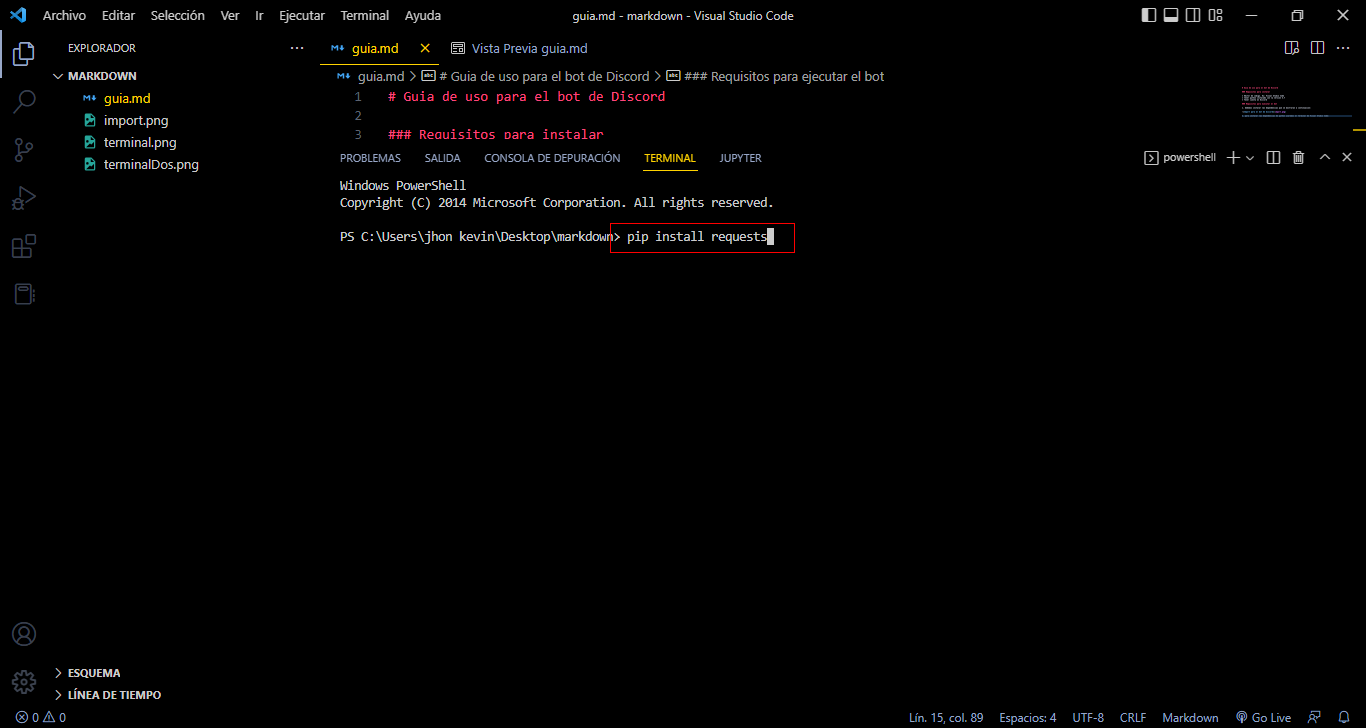 Archivo Editar Selección Ver Ir Ejecutar Terminal Ayuda
guia.md - markdown - Visual Studio Code
EXPLORADOR
MARKDOWN
guia.md
import.png
terminal.png
terminalDos.png
guia.md
Vista Previa guia.md
guia.md > # Guia de uso para el bot de Discord > ### Requisitos para ejecutar el bot
1 # Guia de uso para el bot de Discord
2
3 ### Requisitos para instalar
PROBLEMAS SALIDA CONSOLA DE DEPURACIÓN TERMINAL JUPYTER
powershell
Windows PowerShell
Copyright (C) 2014 Microsoft Corporation. All rights reserved.
PS C:\Users\jhon kevin\Desktop\markdown> pip install requests
ESQUEMA
LÍNEA DE TIEMPO
0 0
Lín. 15, col. 89 Espacios: 4 UTF-8 CRLF Markdown Go Live